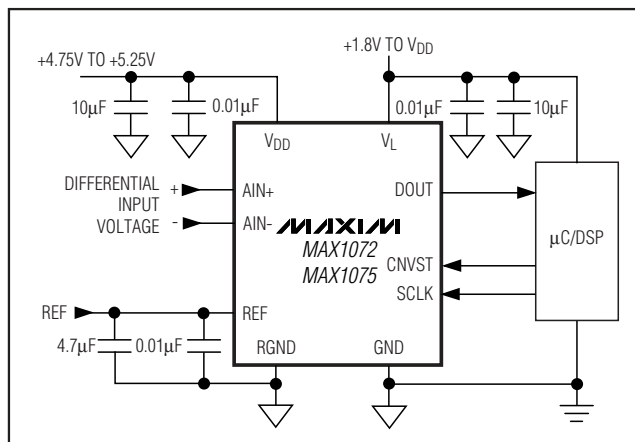 +4.75V TO +5.25V
+1.8V TO VDD
10µF
0.01µF
0.01µF
10µF
VDD
VL
DIFFERENTIAL
INPUT
VOLTAGE
+
-
AIN+
AIN-
DOUT
MAXIM
MAX1072
MAX1075
µC/DSP
CNVST
SCLK
REF
REF
4.7µF
0.01µF
RGND
GND